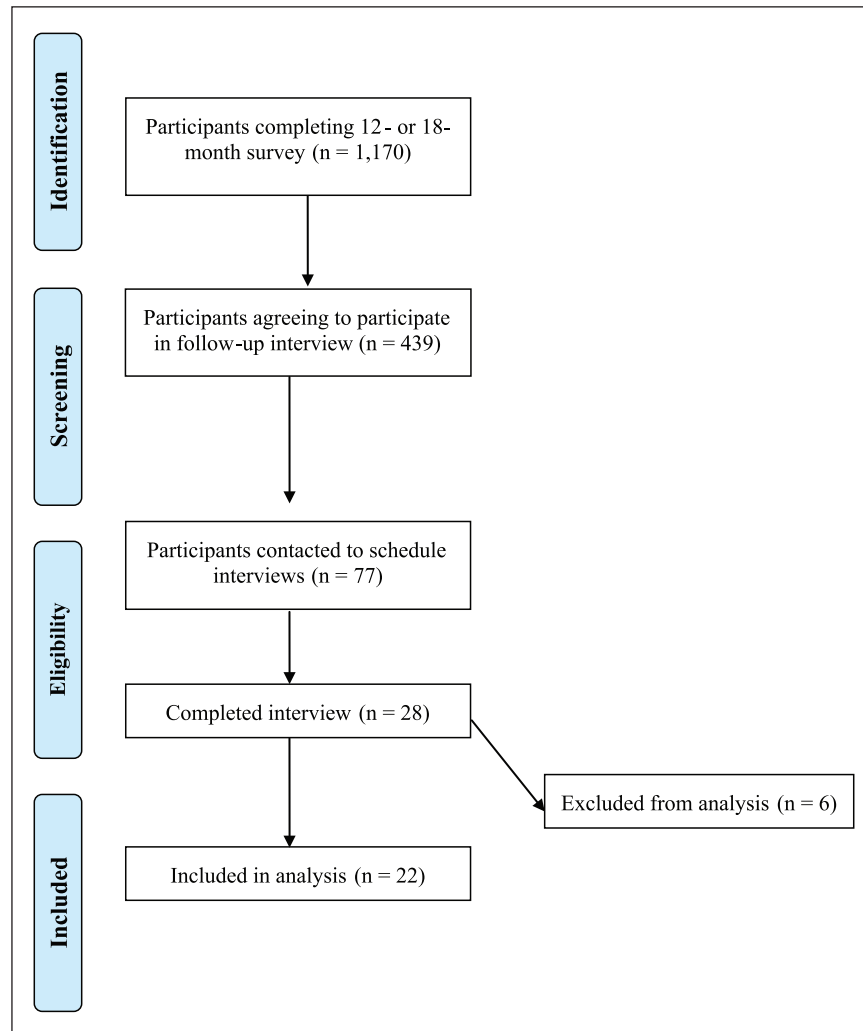 Identification
Participants completing 12- or 18-
month survey (n = 1,170)
Screening
Participants agreeing to participate
in follow-up interview (n = 439)
Eligibility
Participants contacted to schedule
interviews (n = 77)
Completed interview (n = 28)
Excluded from analysis (n = 6)
Included
Included in analysis (n = 22)